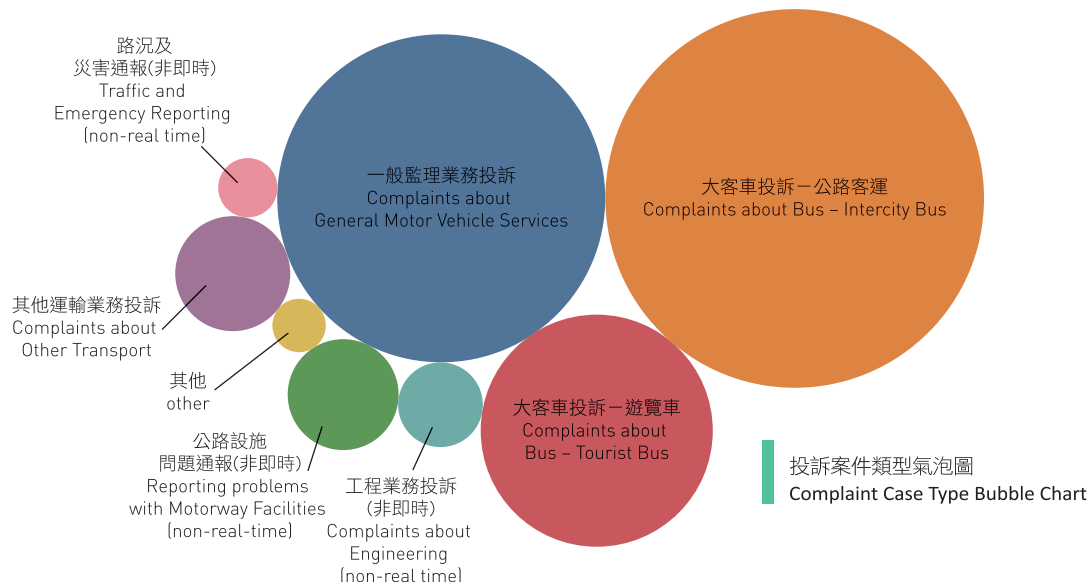 路況及
災害通報(非即時)
Traffic and
Emergency Reporting
(non-real time)
一般監理業務投訴
Complaints about
General Motor Vehicle Services
大客車投訴－公路客運
Complaints about Bus – Intercity Bus
其他運輸業務投訴
Complaints about
Other Transport
其他
other
公路設施
問題通報(非即時)
Reporting problems
with Motorway Facilities
(non-real-time)
工程業務投訴
(非即時)
Complaints about
Engineering
(non-real time)
大客車投訴－遊覽車
Complaints about
Bus – Tourist Bus
投訴案件類型氣泡圖
Complaint Case Type Bubble Chart